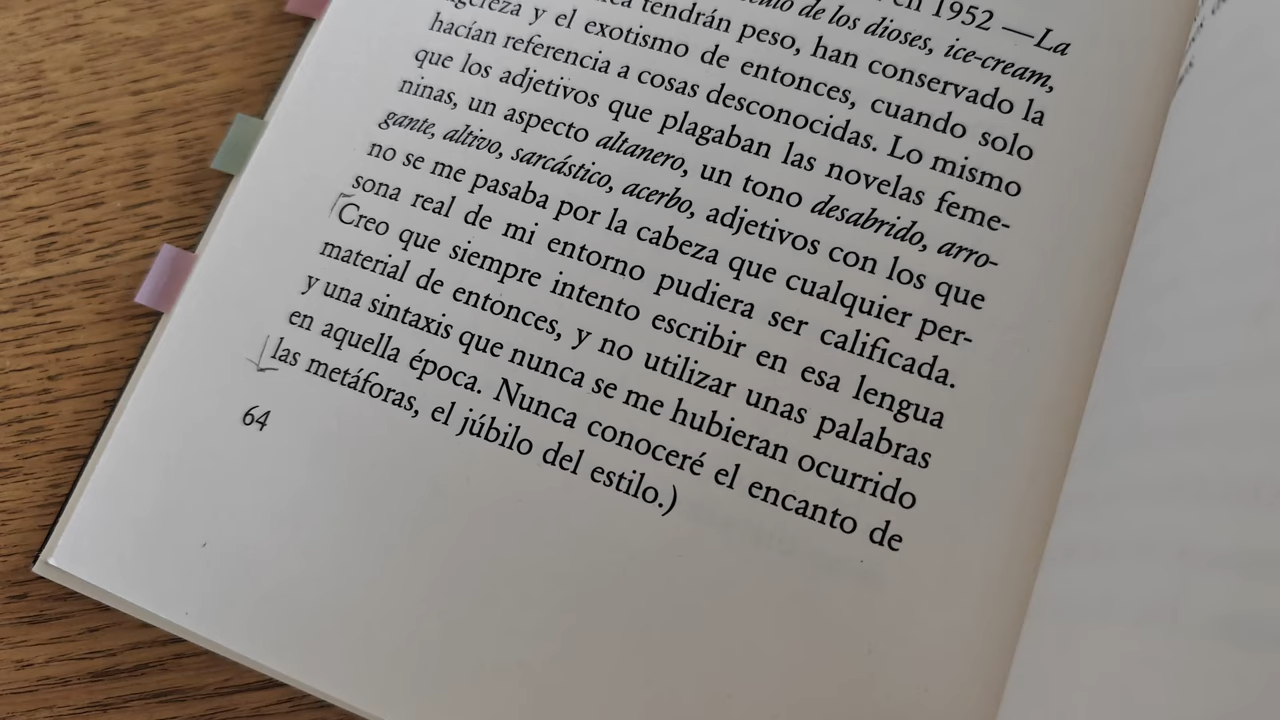 en 1952 —La
de los dioses, ice-cream,
tendrán peso, han conservado la
y el exotismo de entonces, cuando solo
hacían referencia a cosas desconocidas. Lo mismo
que los adjetivos que plagaban las novelas feme-
ninas, un aspecto altanero, un tono desabrido, arro-
gante, altivo, sarcástico, acerbo, adjetivos con los que
no se me pasaba por la cabeza que cualquier per-
sona real de mi entorno pudiera ser calificada.
Creo que siempre intento escribir en esa lengua
material de entonces, y no utilizar unas palabras
y una sintaxis que nunca se me hubieran ocurrido
en aquella época. Nunca conoceré el encanto de
las metáforas, el júbilo del estilo.)
64